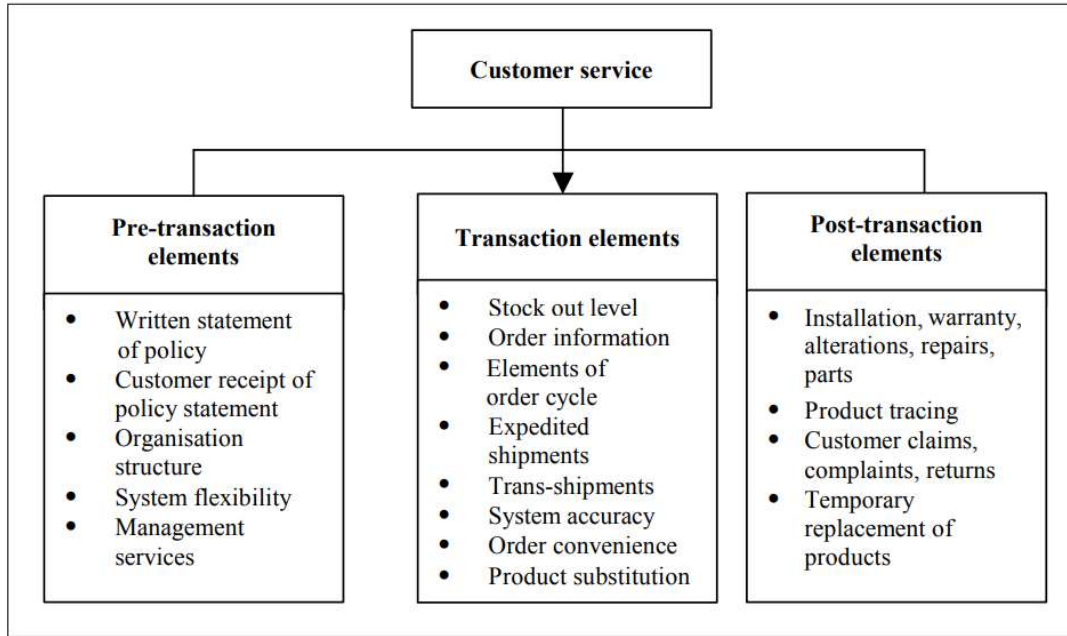 Customer service
Pre-transaction
elements
• Written statement
of policy
• Customer receipt of
policy statement
• Organisation
structure
• System flexibility
• Management
services
Transaction elements
• Stock out level
• Order information
• Elements of
order cycle
• Expedited
shipments
• Trans-shipments
• System accuracy
• Order convenience
• Product substitution
Post-transaction
elements
• Installation, warranty,
alterations, repairs,
parts
• Product tracing
• Customer claims,
complaints, returns
• Temporary
replacement of
products